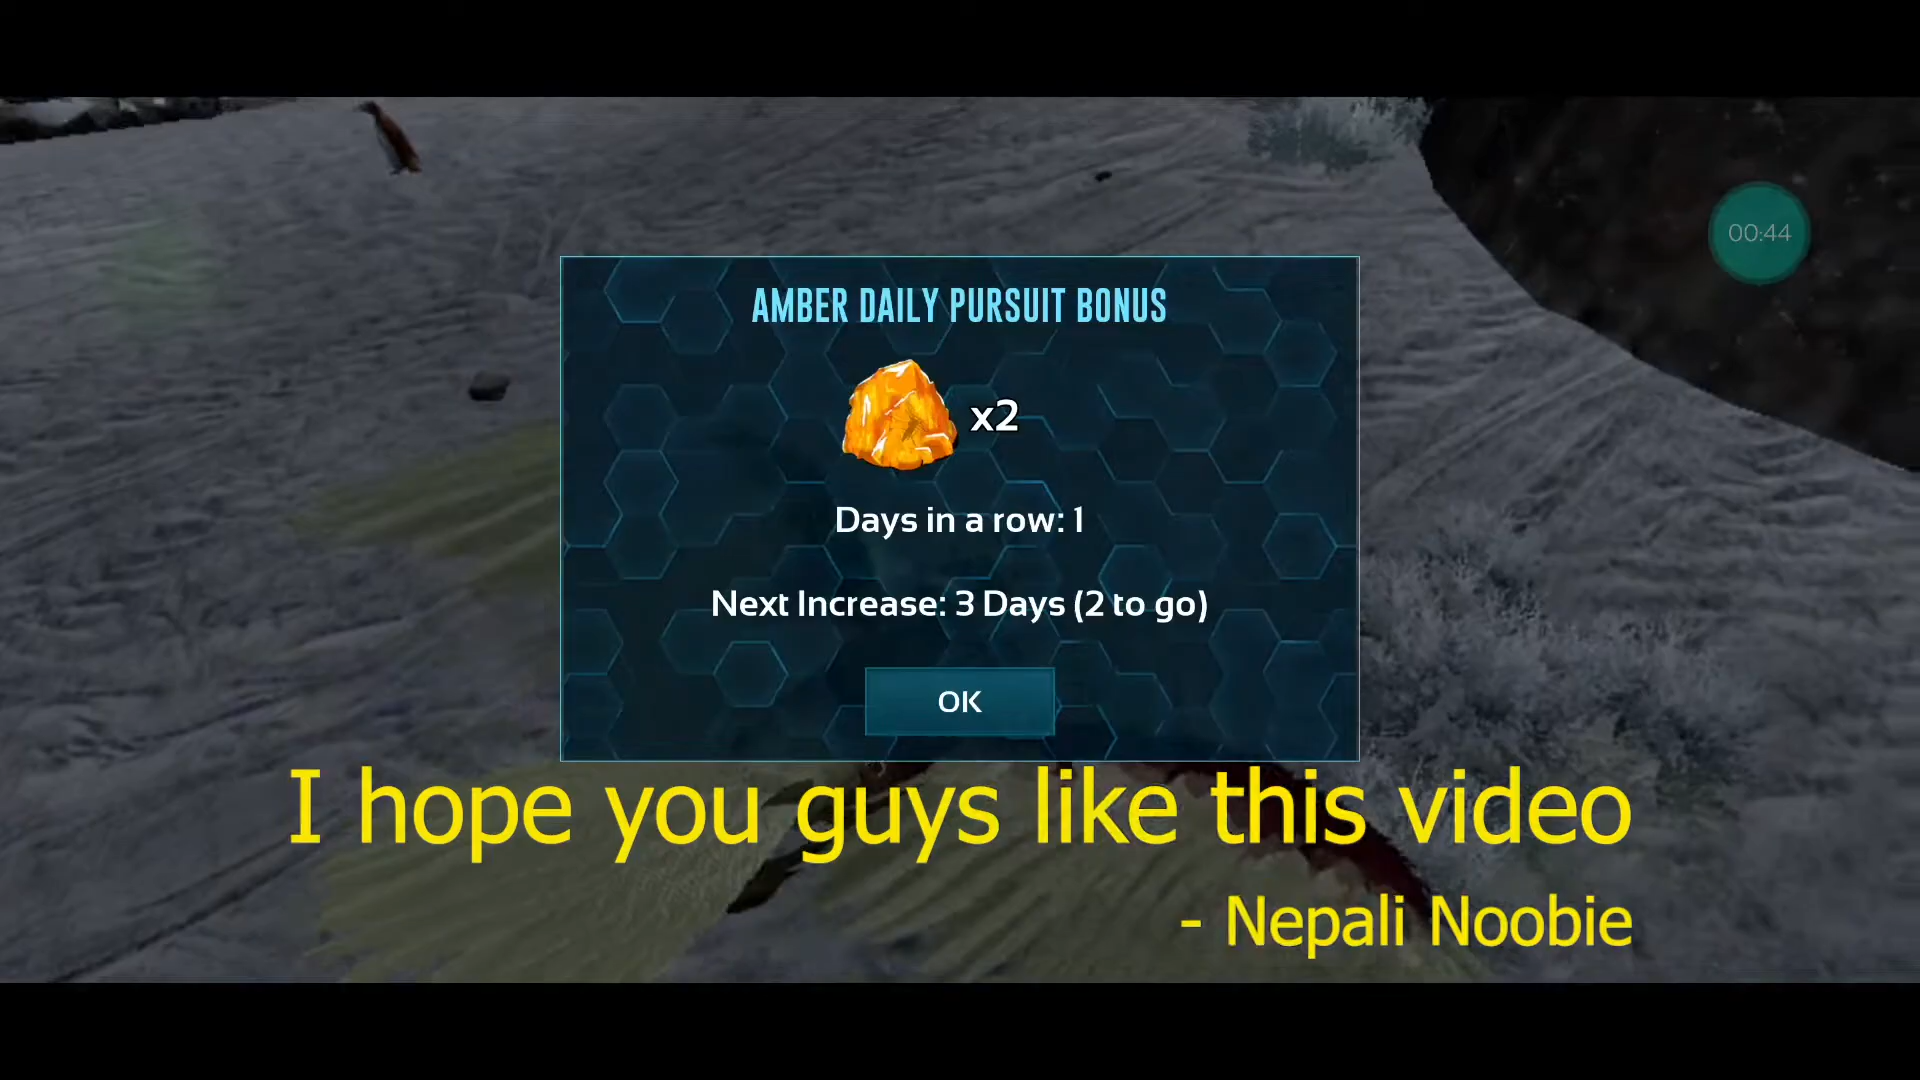 00:44
AMBER DAILY PURSUIT BONUS
x2
Days in a row: 1
Next Increase: 3 Days (2 to go)
OK
I hope you guys like this video
- Nepali Noobie